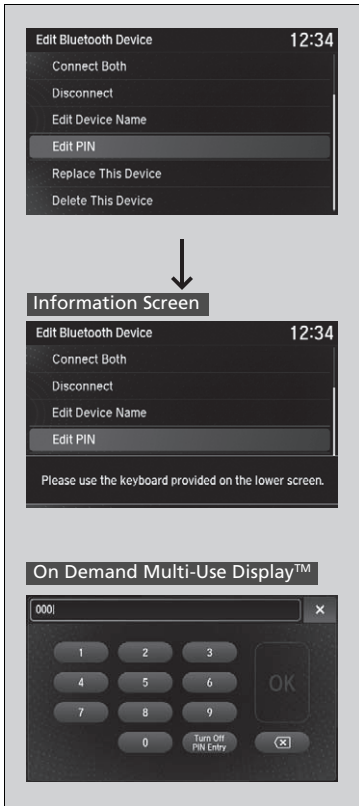 Edit Bluetooth Device 12:34
Connect Both
Disconnect
Edit Device Name
Edit PIN
Replace This Device
Delete This Device
Information Screen
Edit Bluetooth Device 12:34
Connect Both
Disconnect
Edit Device Name
Edit PIN
Please use the keyboard provided on the lower screen.
On Demand Multi-Use Display™
000
1 2 3
4 5 6 OK
7 8 9
0 Turn Off
PIN Entry